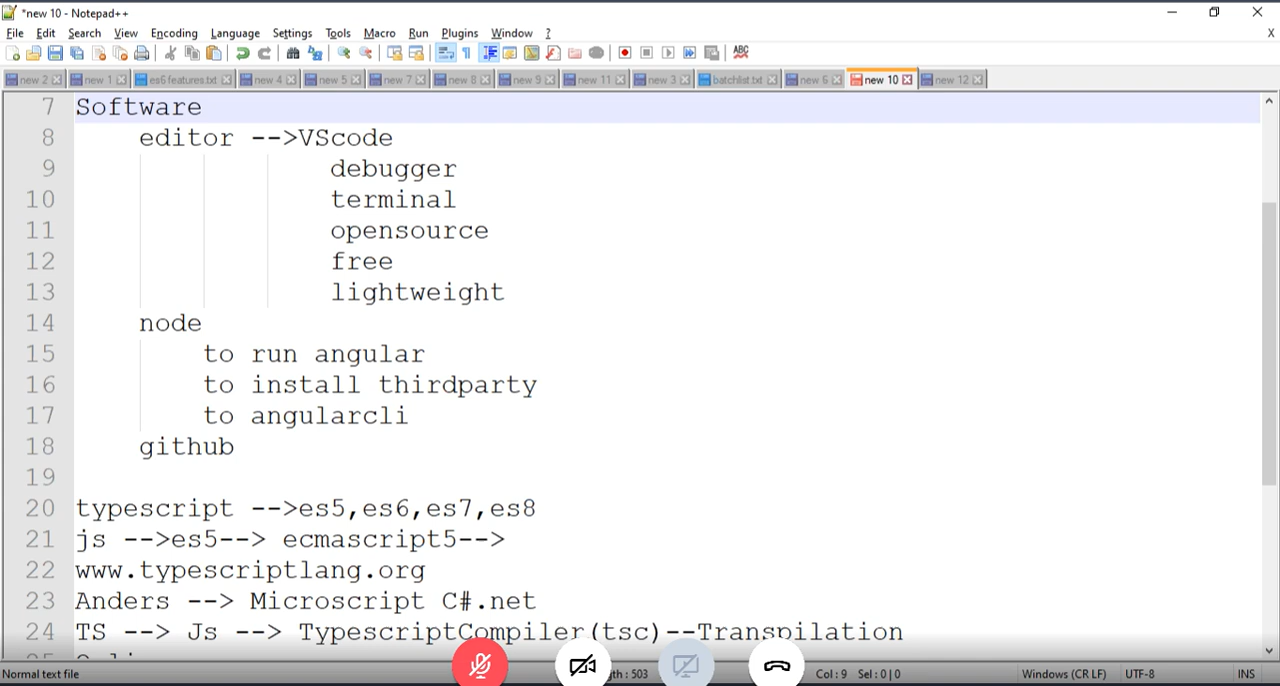 *new 10 - Notepad++
File Edit Search View Encoding Language Settings Tools Macro Run Plugins Window ? X
new 2 new 1 es6 features.txt new 4 new 5 new 7 new 8 new 9 new 11 new 3 batchlist.txt new 6 new 10 new 12
7 Software
8 editor -->VScode
9 debugger
10 terminal
11 opensource
12 free
13 lightweight
14 node
15 to run angular
16 to install thirdparty
17 to angularcli
18 github
19
20 typescript -->es5,es6,es7,es8
21 js -->es5--> ecmascript5-->
22 www.typescriptlang.org
23 Anders --> Microscript C#.net
24 TS --> Js --> TypescriptCompiler(tsc)--Transpilation
Normal text file : 503 Col : 9 Sel : 0 | 0 Windows (CR LF) UTF-8 INS